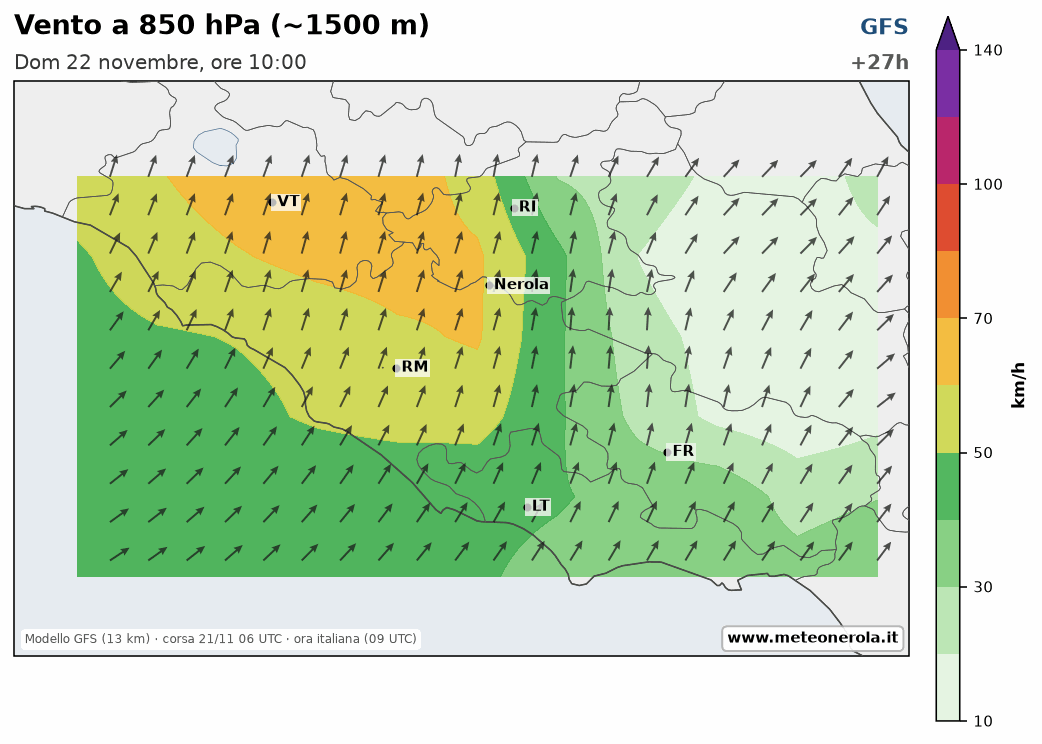 Vento a 850 hPa (~1500 m)
GFS
Dom 22 novembre, ore 10:00
+27h
VT
RI
Nerola
RM
FR
LT
140
100
70
50
30
10
km/h
Modello GFS (13 km) · corsa 21/11 06 UTC · ora italiana (09 UTC)
www.meteonerola.it